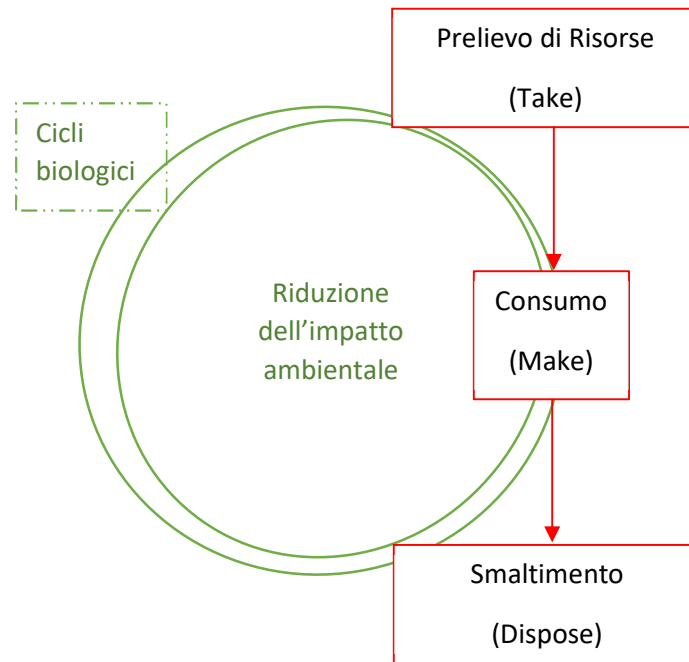 Prelievo di Risorse
(Take)
Cicli
biologici
Riduzione
dell’impatto
ambientale
Consumo
(Make)
Smaltimento
(Dispose)